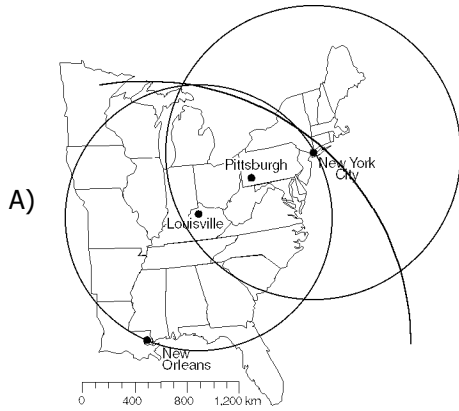 Pittsburgh
New York
City
A)
Louisville
New
Orleans
0 400 800 1,200 km